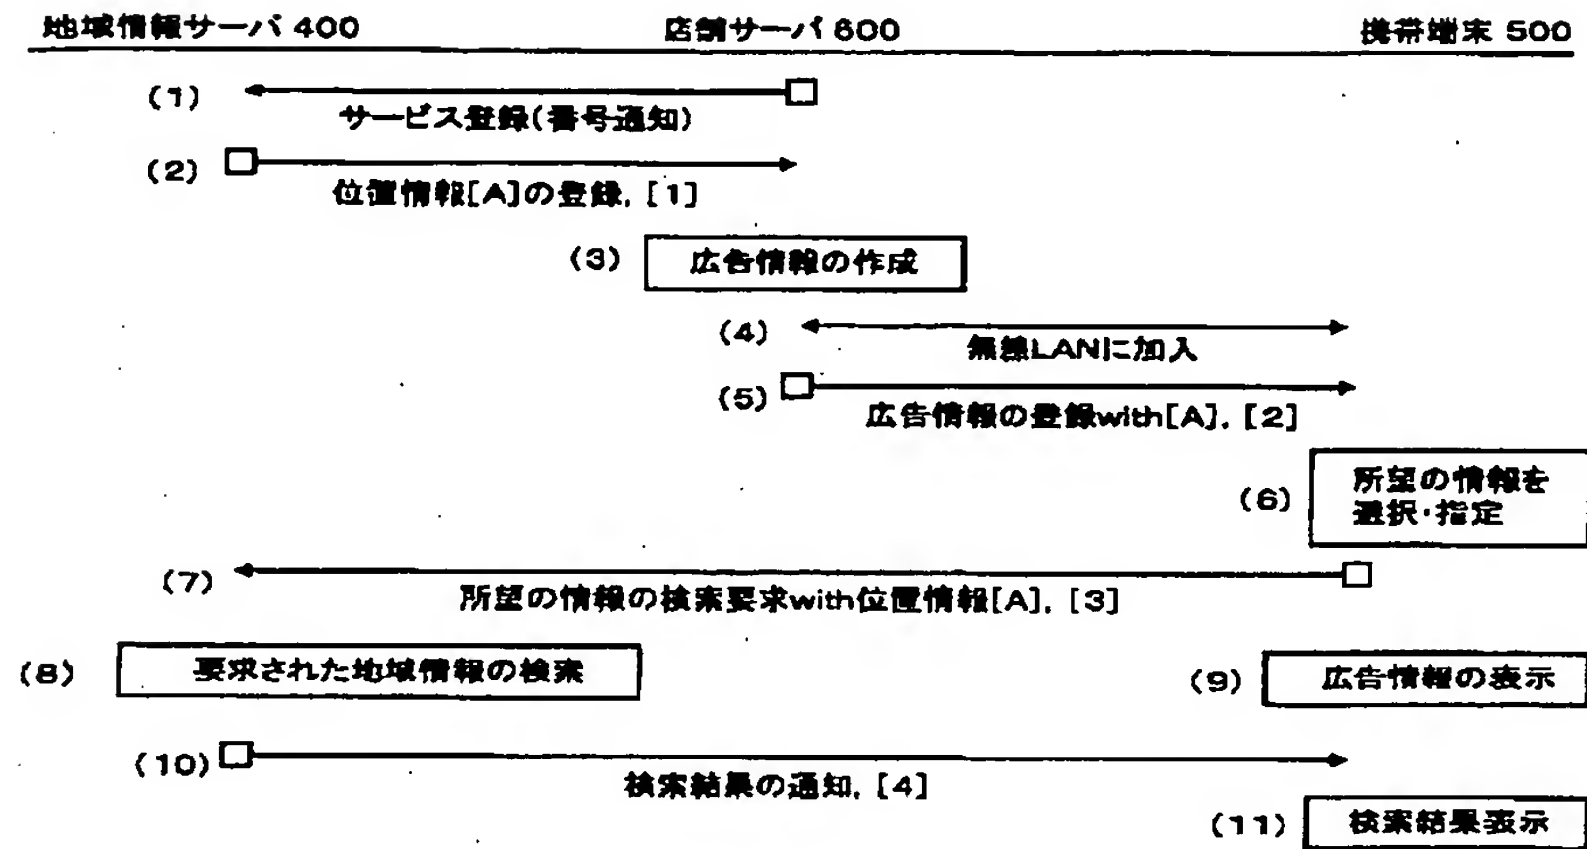 地域情報サーバ 400 店舗サーバ 600 携帯端末 500
(1) サービス登録(番号通知)
(2) 位置情報[A]の登録, [1]
(3) 広告情報の作成
(4) 無線LANに加入
(5) 広告情報の登録with[A], [2]
(6) 所望の情報を
選択・指定
(7) 所望の情報の検索要求with位置情報[A], [3]
(8) 要求された地域情報の検索 (9) 広告情報の表示
(10) 検索結果の通知, [4]
(11) 検索結果表示